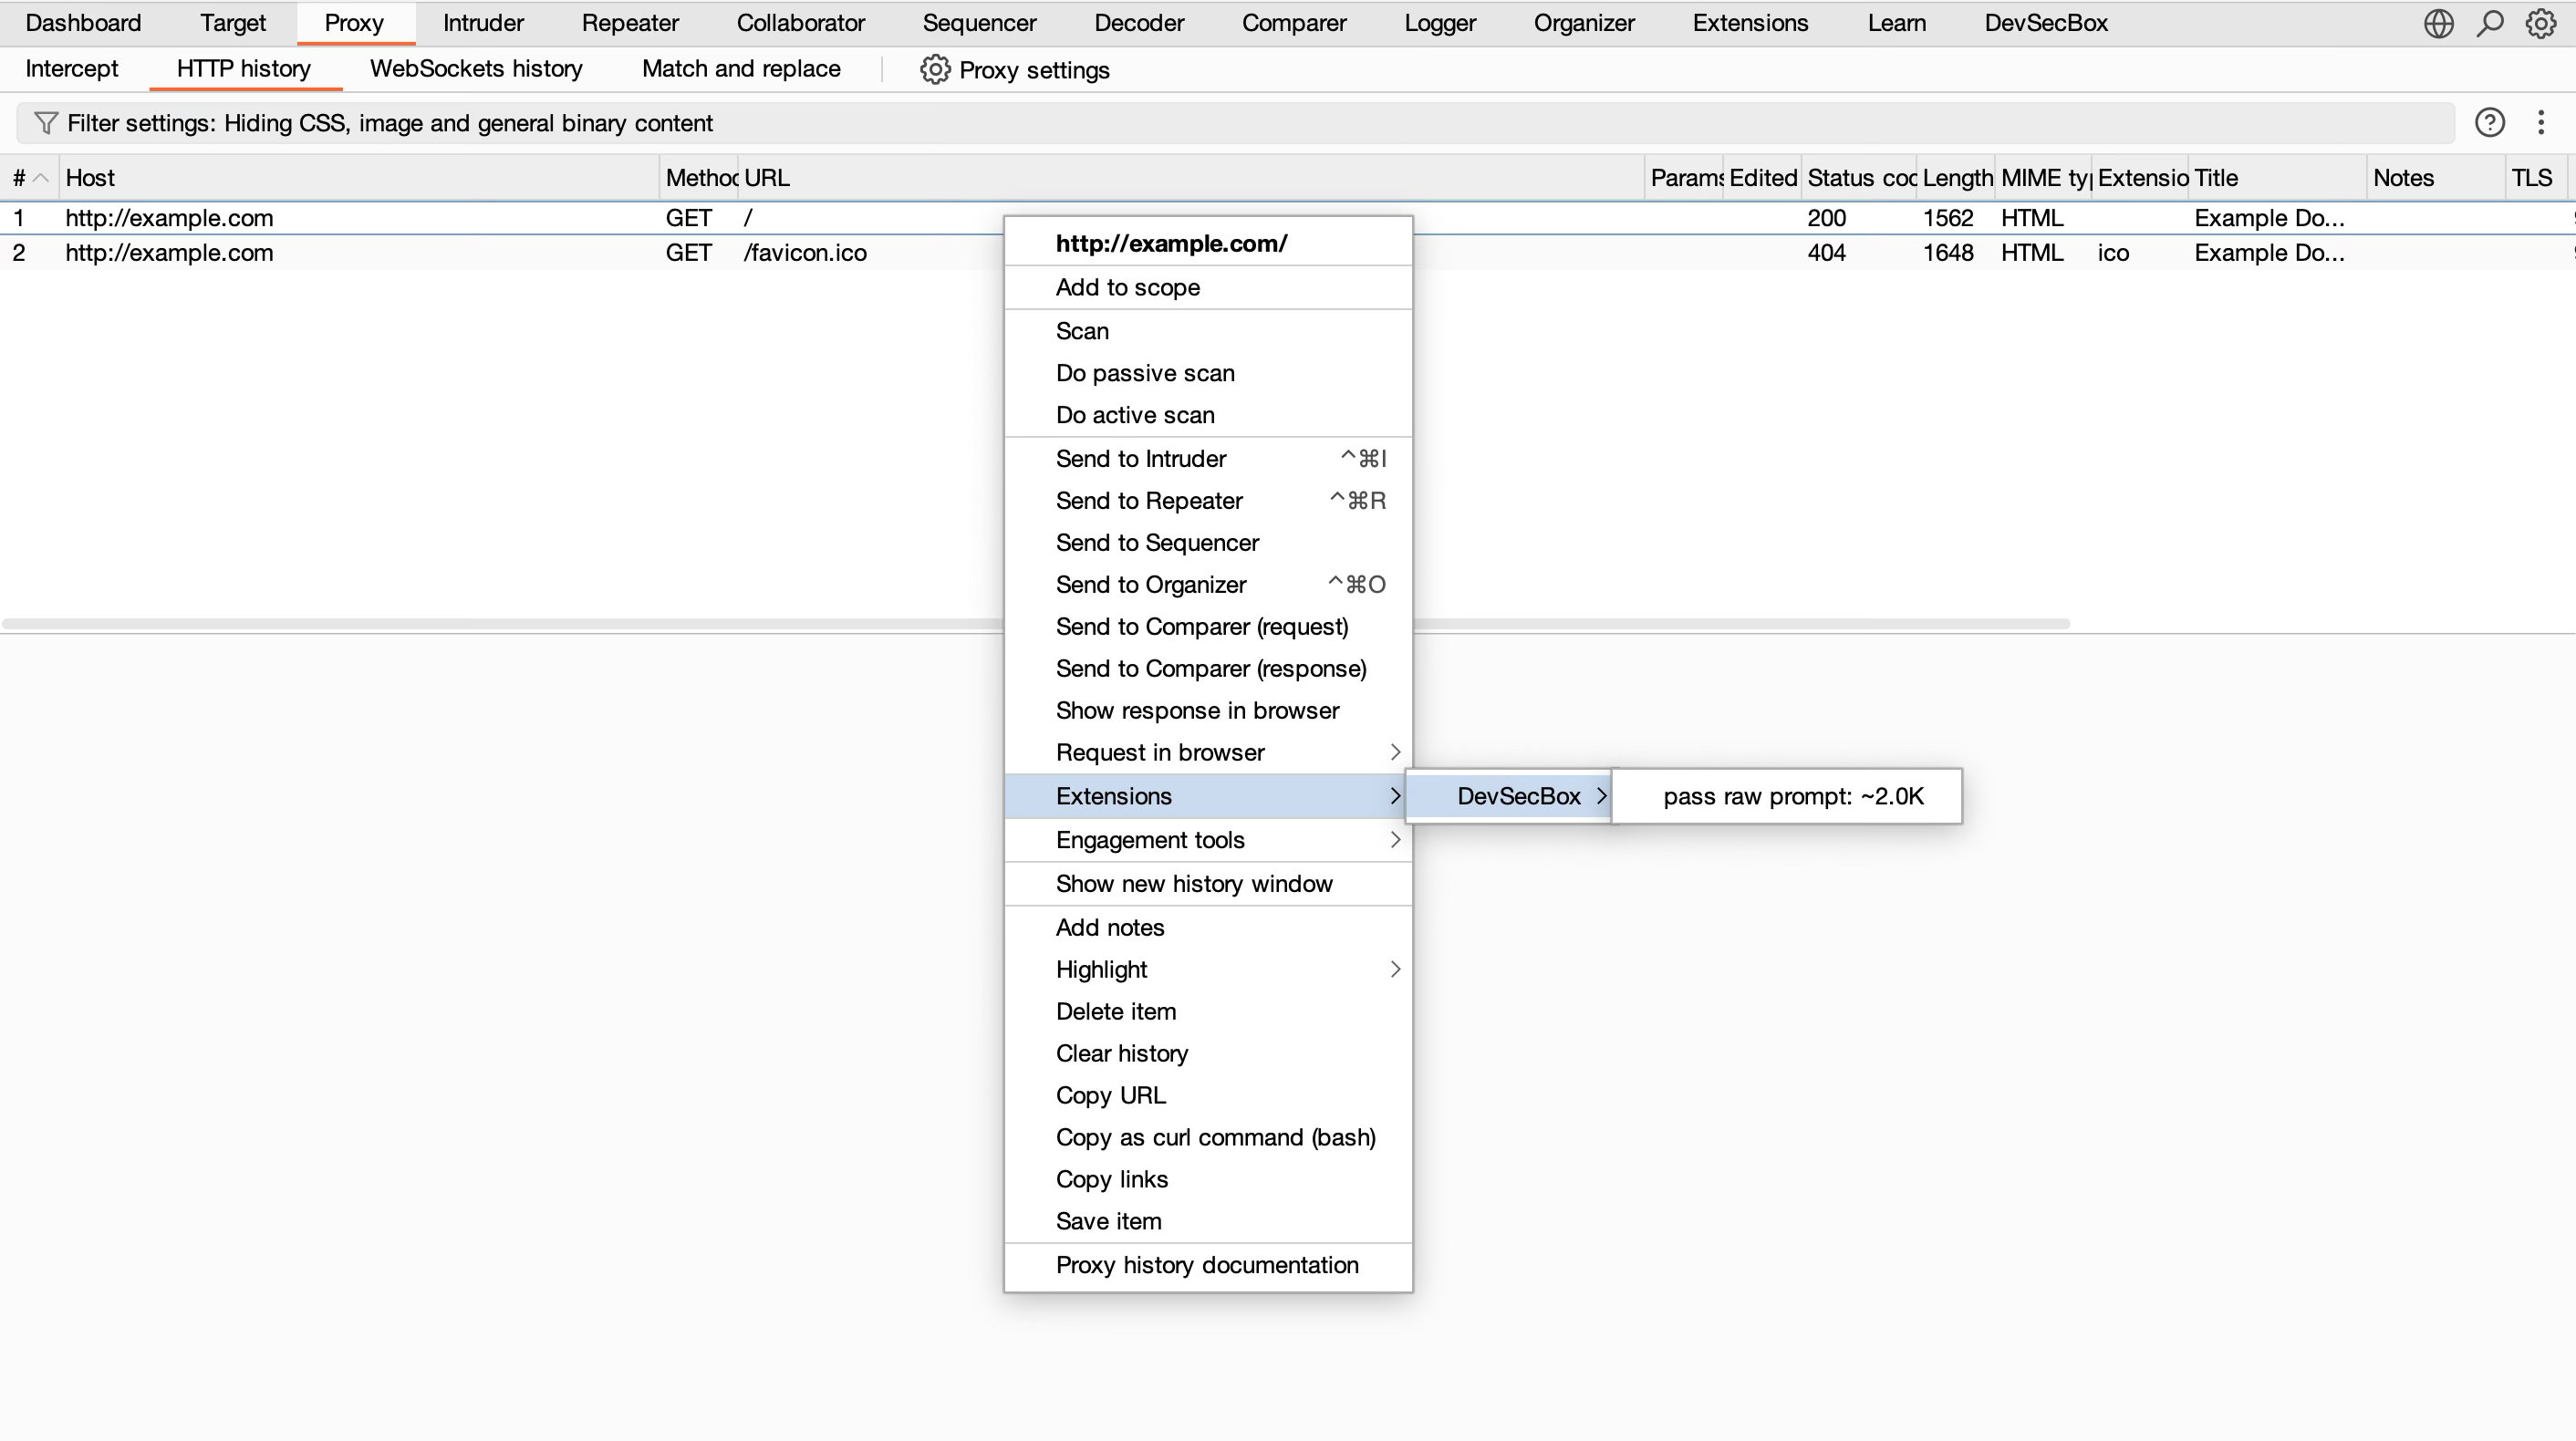 Dashboard Target Proxy Intruder Repeater Collaborator Sequencer Decoder Comparer Logger Organizer Extensions Learn DevSecBox
Intercept HTTP history WebSockets history Match and replace Proxy settings
Filter settings: Hiding CSS, image and general binary content
# Host Method URL Params Edited Status cod Length MIME typ Extensio Title Notes TLS
1 http://example.com GET / 200 1562 HTML Example Do...
2 http://example.com GET /favicon.ico 404 1648 HTML ico Example Do...
http://example.com/
Add to scope
Scan
Do passive scan
Do active scan
Send to Intruder ^⌘I
Send to Repeater ^⌘R
Send to Sequencer
Send to Organizer ^⌘O
Send to Comparer (request)
Send to Comparer (response)
Show response in browser
Request in browser
Extensions DevSecBox pass raw prompt: ~2.0K
Engagement tools
Show new history window
Add notes
Highlight
Delete item
Clear history
Copy URL
Copy as curl command (bash)
Copy links
Save item
Proxy history documentation